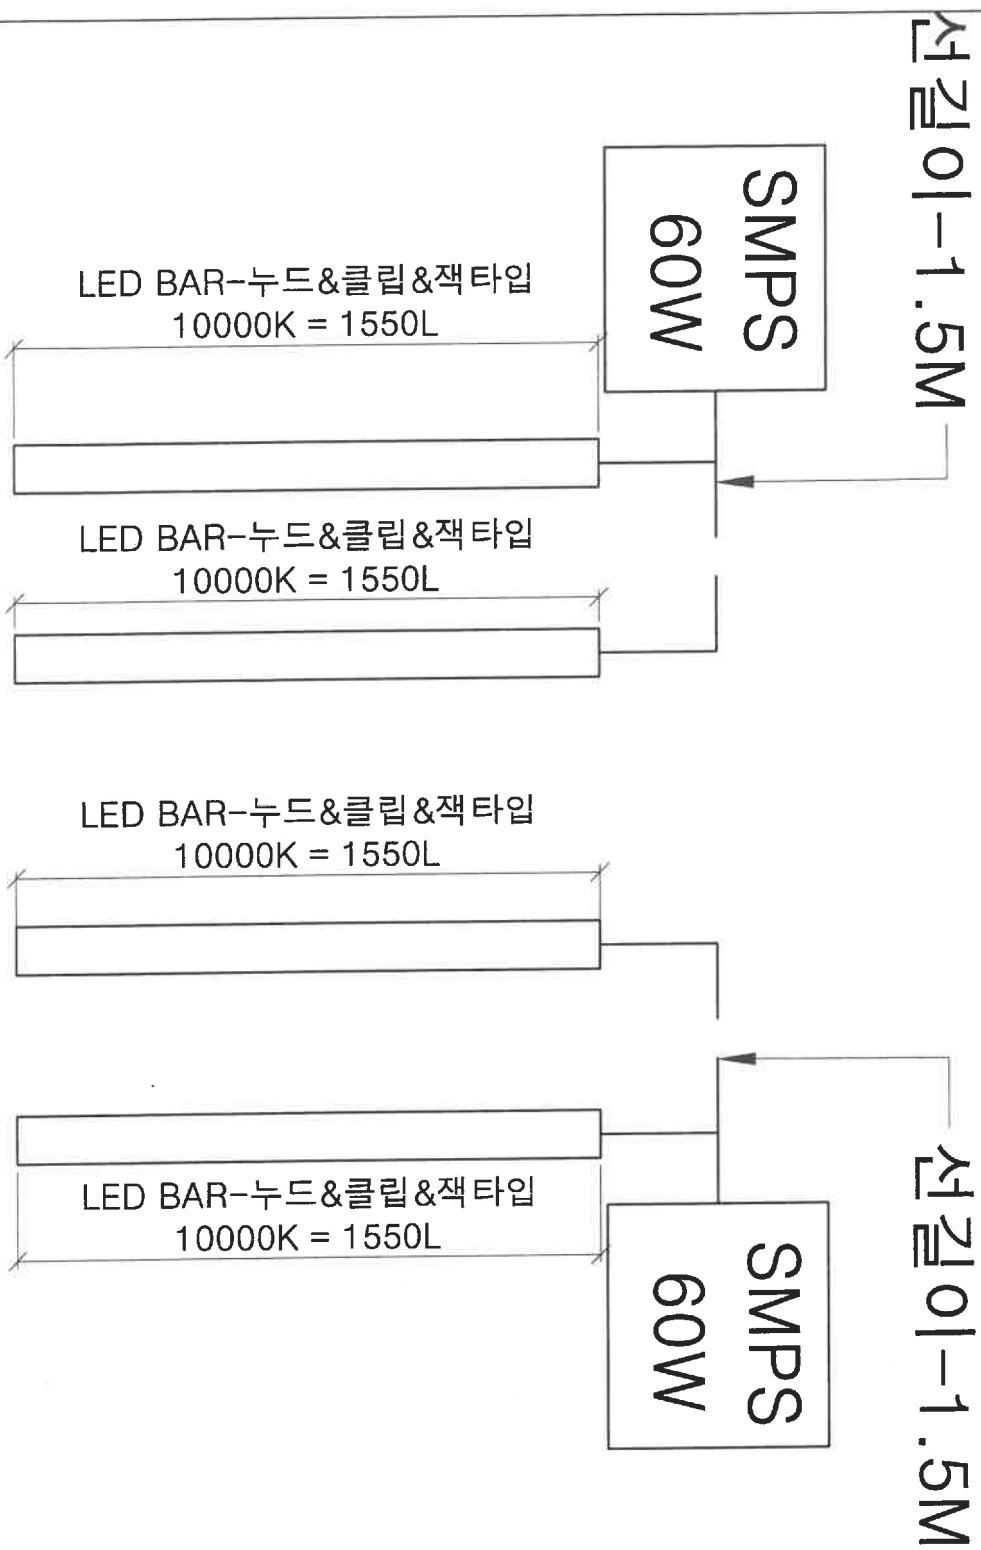 선길이-1.5M
SMPS
60W
LED BAR-누드&클립&잭타입
10000K = 1550L
LED BAR-누드&클립&잭타입
10000K = 1550L
LED BAR-누드&클립&잭타입
10000K = 1550L
LED BAR-누드&클립&잭타입
10000K = 1550L
선길이-1.5M
SMPS
60W